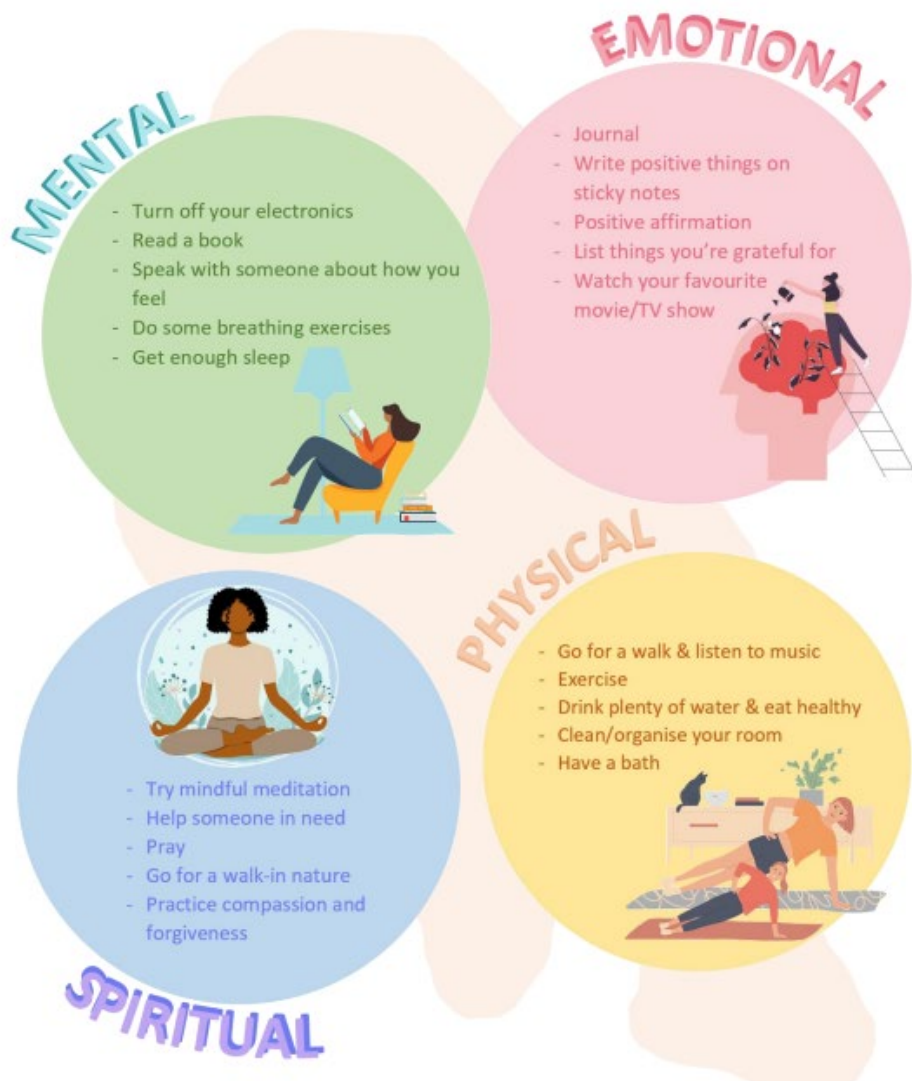 MENTAL
- Turn off your electronics
- Read a book
- Speak with someone about how you
feel
- Do some breathing exercises
- Get enough sleep
EMOTIONAL
- Journal
- Write positive things on
sticky notes
- Positive affirmation
- List things you're grateful for
- Watch your favourite
movie/TV show
- Try mindful meditation
- Help someone in need
- Pray
- Go for a walk-in nature
- Practice compassion and
forgiveness
SPIRITUAL
PHYSICAL
- Go for a walk & listen to music
- Exercise
- Drink plenty of water & eat healthy
- Clean/organise your room
- Have a bath